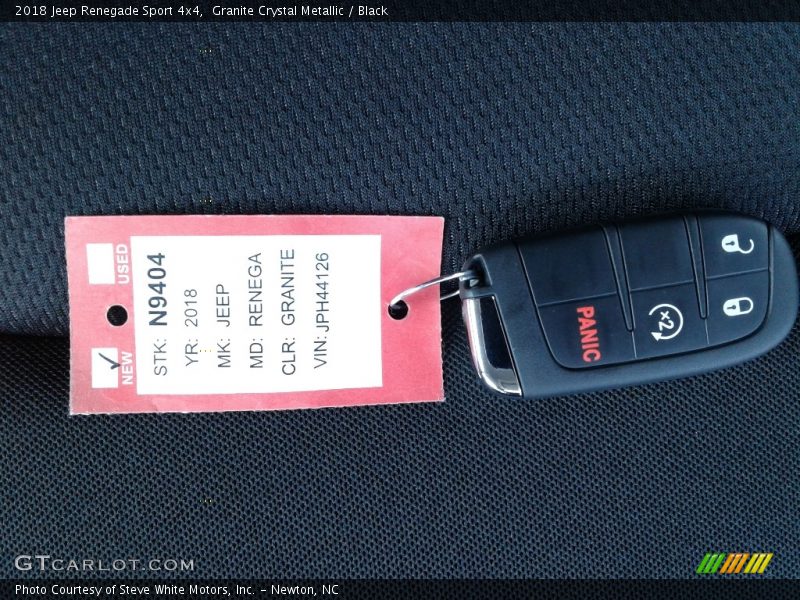 2018 Jeep Renegade Sport 4x4,  Granite Crystal Metallic / Black
USED
NEW
STK: N9404
YR: 2018
MK: JEEP
MD: RENEGA
CLR: GRANITE
VIN: JPH44126
PANIC
x2
GTCARLOT.COM
Photo Courtesy of Steve White Motors, Inc. – Newton, NC